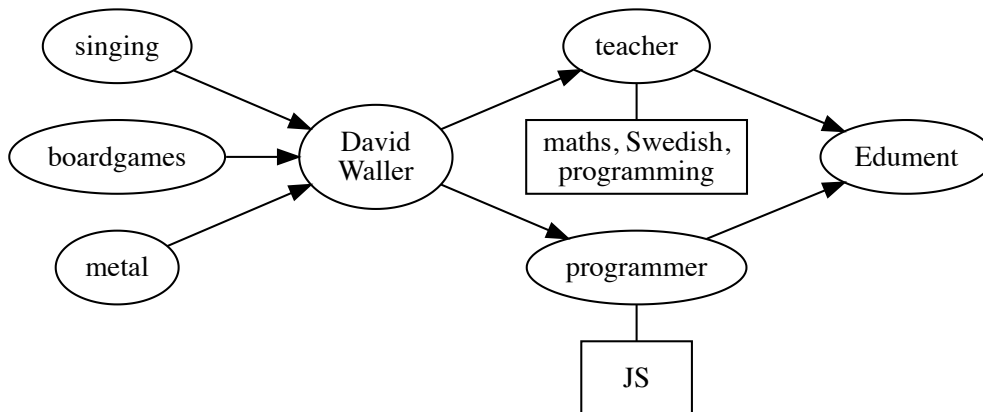 singing
boardgames
metal
David
Waller
teacher
maths, Swedish,
programming
programmer
JS
Edument